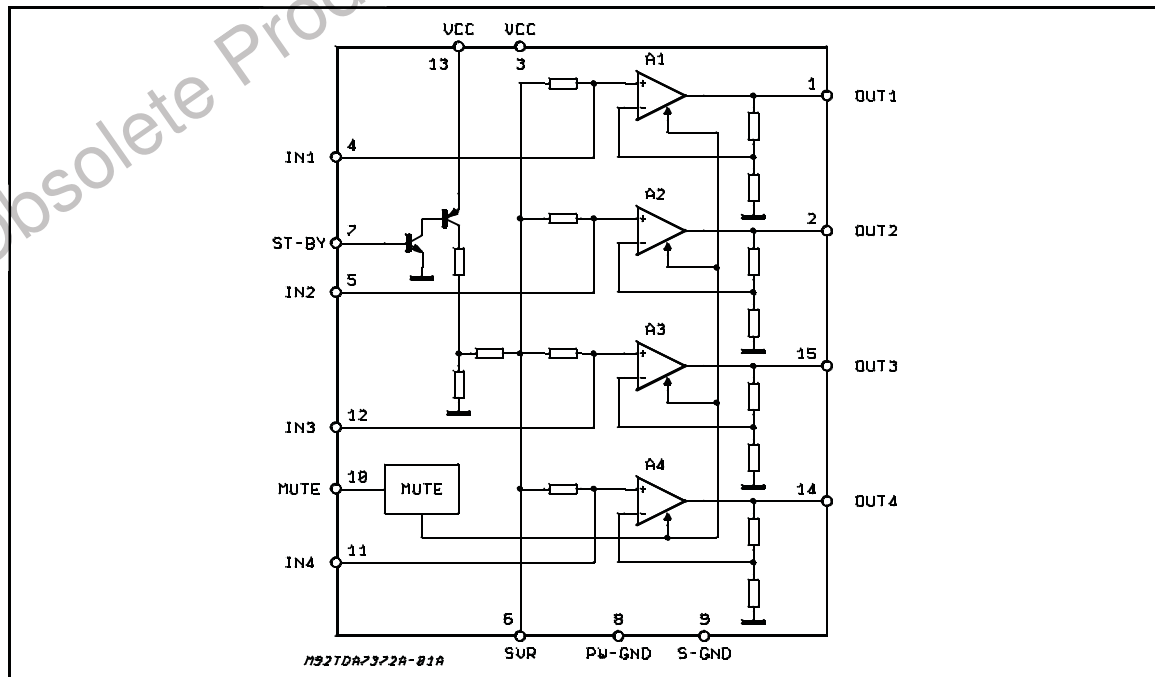 Obsolete Prod
VCC VCC
13 3
A1
1 OUT1
4
IN1
A2
2 OUT2
7
ST-BY
5
IN2
A3
15 OUT3
12
IN3
A4
10
MUTE MUTE
14 OUT4
11
IN4
6 8 9
SVR PW-GND S-GND
M92TDA7372A-01A